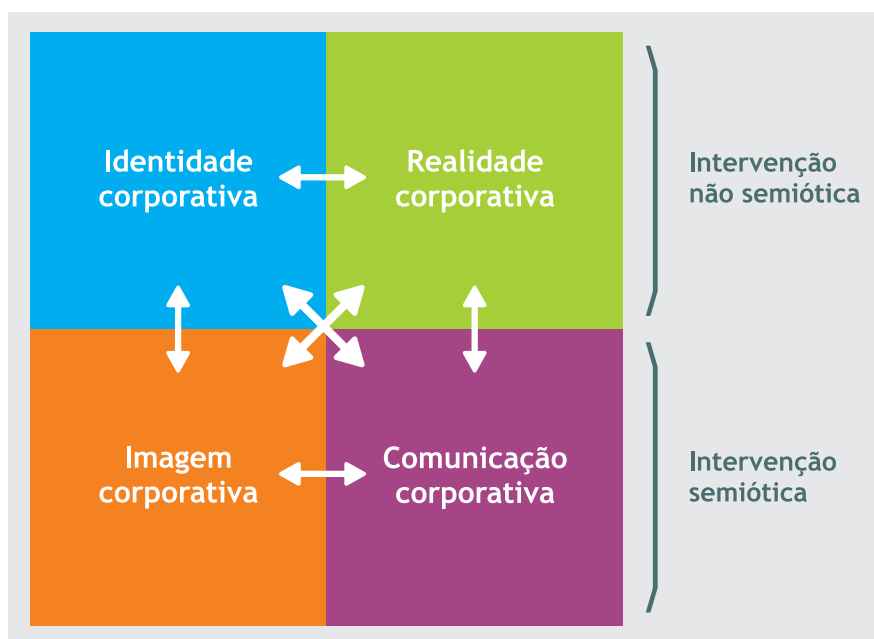 Identidade
corporativa
Realidade
corporativa
Intervenção
não semiótica
Imagem
corporativa
Comunicação
corporativa
Intervenção
semiótica